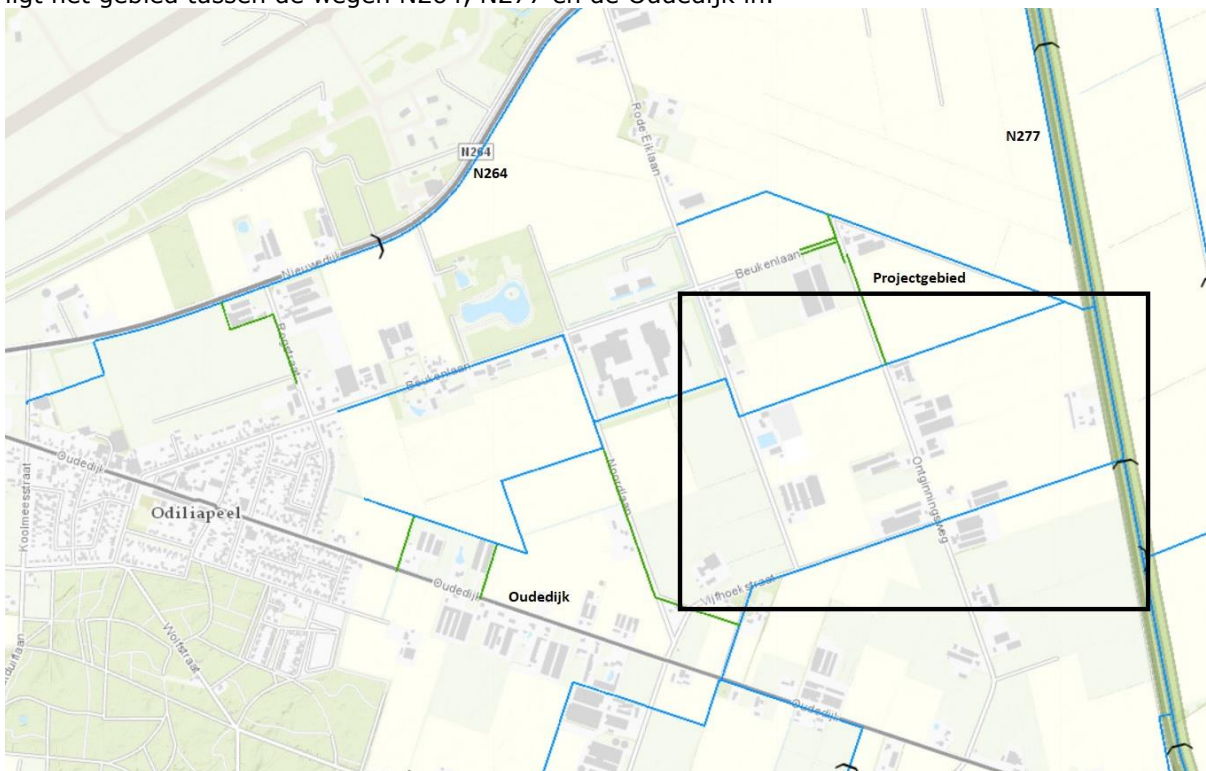 ligt het gebied tussen de wegen N264, N277 en de Oudedijk in.
Rode Eiklaan
N277
N264
N264
Nieuwedijk
Beukenlaan
Projectgebied
Beukenlaan
Oudedijk
Koolmeesstraat
Noordlaan
Ontginningsweg
Odiliapeel
Oudedijk
Oudedijk
Vijfhoekstraat
Wolfstraat
Oudedijk